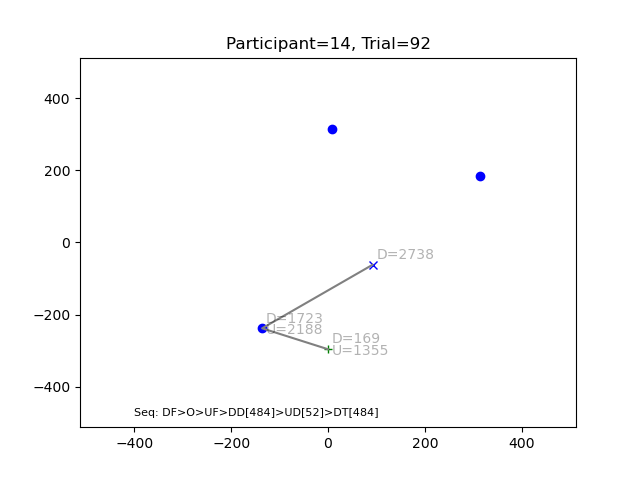 Participant=14, Trial=92
400
200
0
−200
−400
D=2738
D=1723
U=2188
D=169
U=1355
Seq: DF>O>UF>DD[484]>UD[52]>DT[484]
−400
−200
0
200
400